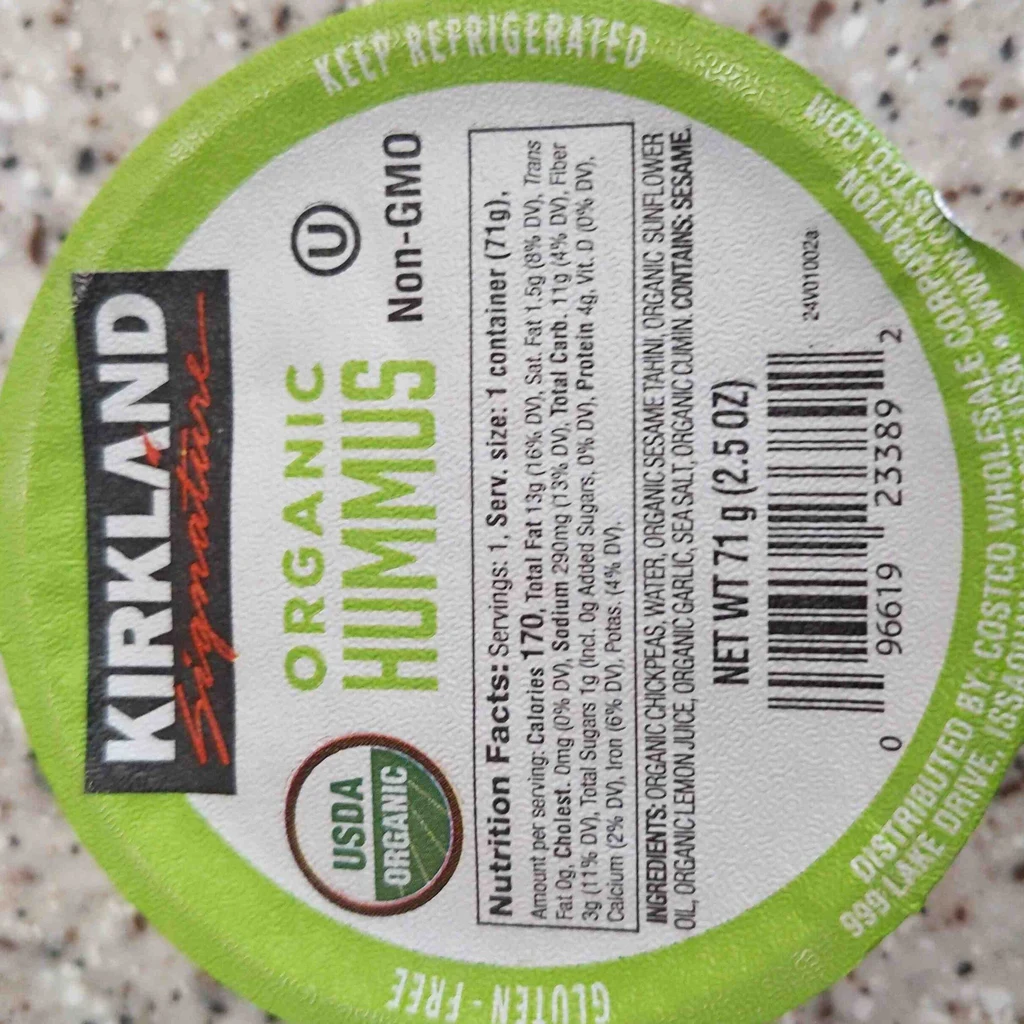 KEEP REFRIGERATED
KIRKLAND
Signature
ORGANIC
HUMMUS
U
Non-GMO
USDA
ORGANIC
Nutrition Facts: Servings: 1, Serv. size: 1 container (71g),
Amount per serving: Calories 170, Total Fat 13g (16% DV), Sat. Fat 1.5g (8% DV), Trans
Fat 0g, Cholest. 0mg (0% DV), Sodium 290mg (13% DV), Total Carb. 11g (4% DV), Fiber
3g (11% DV), Total Sugars 1g (Incl. 0g Added Sugars, 0% DV), Protein 4g, Vit. D (0% DV),
Calcium (2% DV), Iron (6% DV), Potas. (4% DV).
INGREDIENTS: ORGANIC CHICKPEAS, WATER, ORGANIC SESAME TAHINI, ORGANIC SUNFLOWER
OIL, ORGANIC LEMON JUICE, ORGANIC GARLIC, SEA SALT, ORGANIC CUMIN. CONTAINS: SESAME.
NET WT 71 g (2.5 OZ)
24V01002a
0 96619 23389 2
GLUTEN-FREE
DISTRIBUTED BY: COSTCO WHOLESALE CORPORATION
999 LAKE DRIVE, ISSAQUAH, USA • WWW.COSTCO.COM